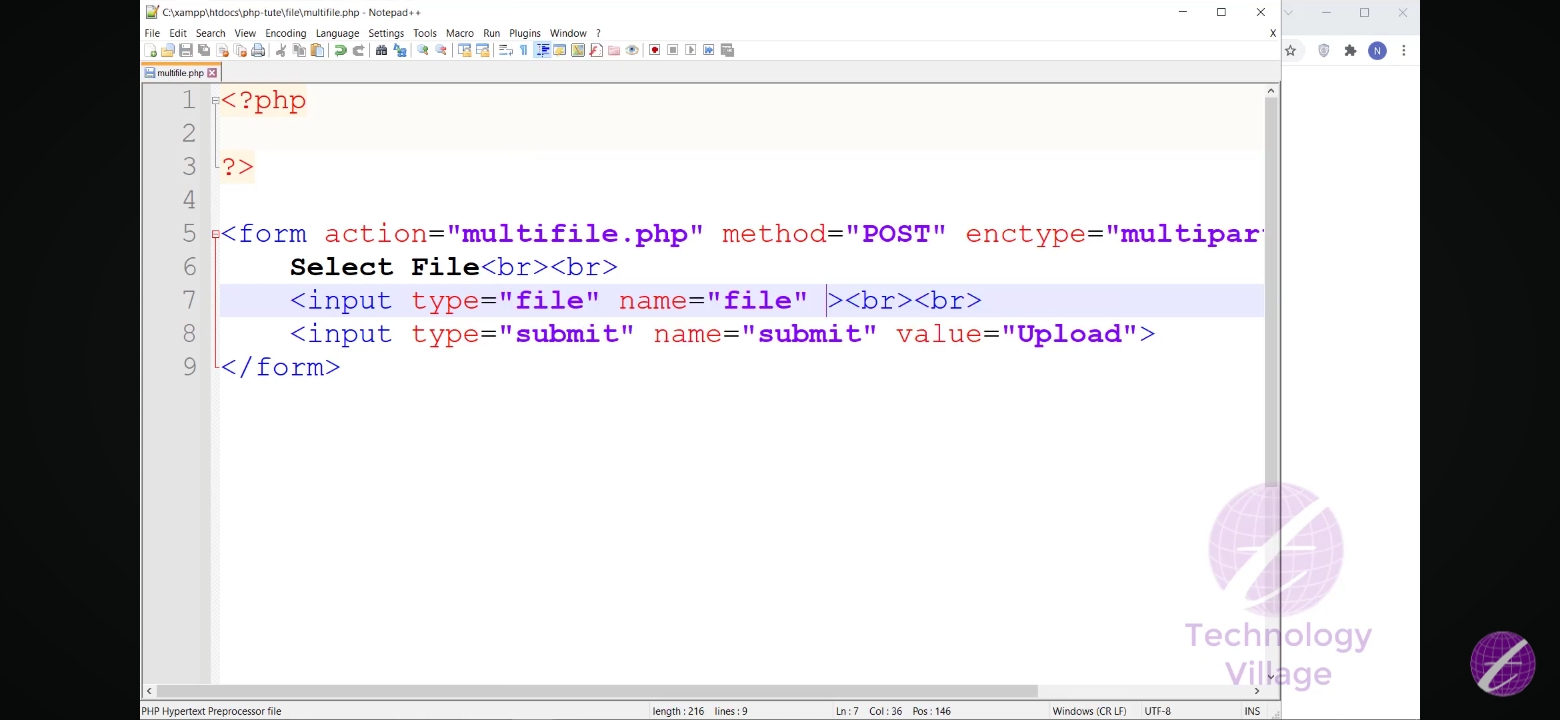 C:\xampp\htdocs\php-tute\file\multifile.php - Notepad++
File Edit Search View Encoding Language Settings Tools Macro Run Plugins Window ? X
N
multifile.php
1 <?php
2
3 ?>
4
5 <form action="multifile.php" method="POST" enctype="multipar
6 Select File<br><br>
7 <input type="file" name="file" ><br><br>
8 <input type="submit" name="submit" value="Upload">
9 </form>
Technology
Village
PHP Hypertext Preprocessor file length : 216 lines : 9 Ln : 7 Col : 36 Pos : 146 Windows (CR LF) UTF-8 INS